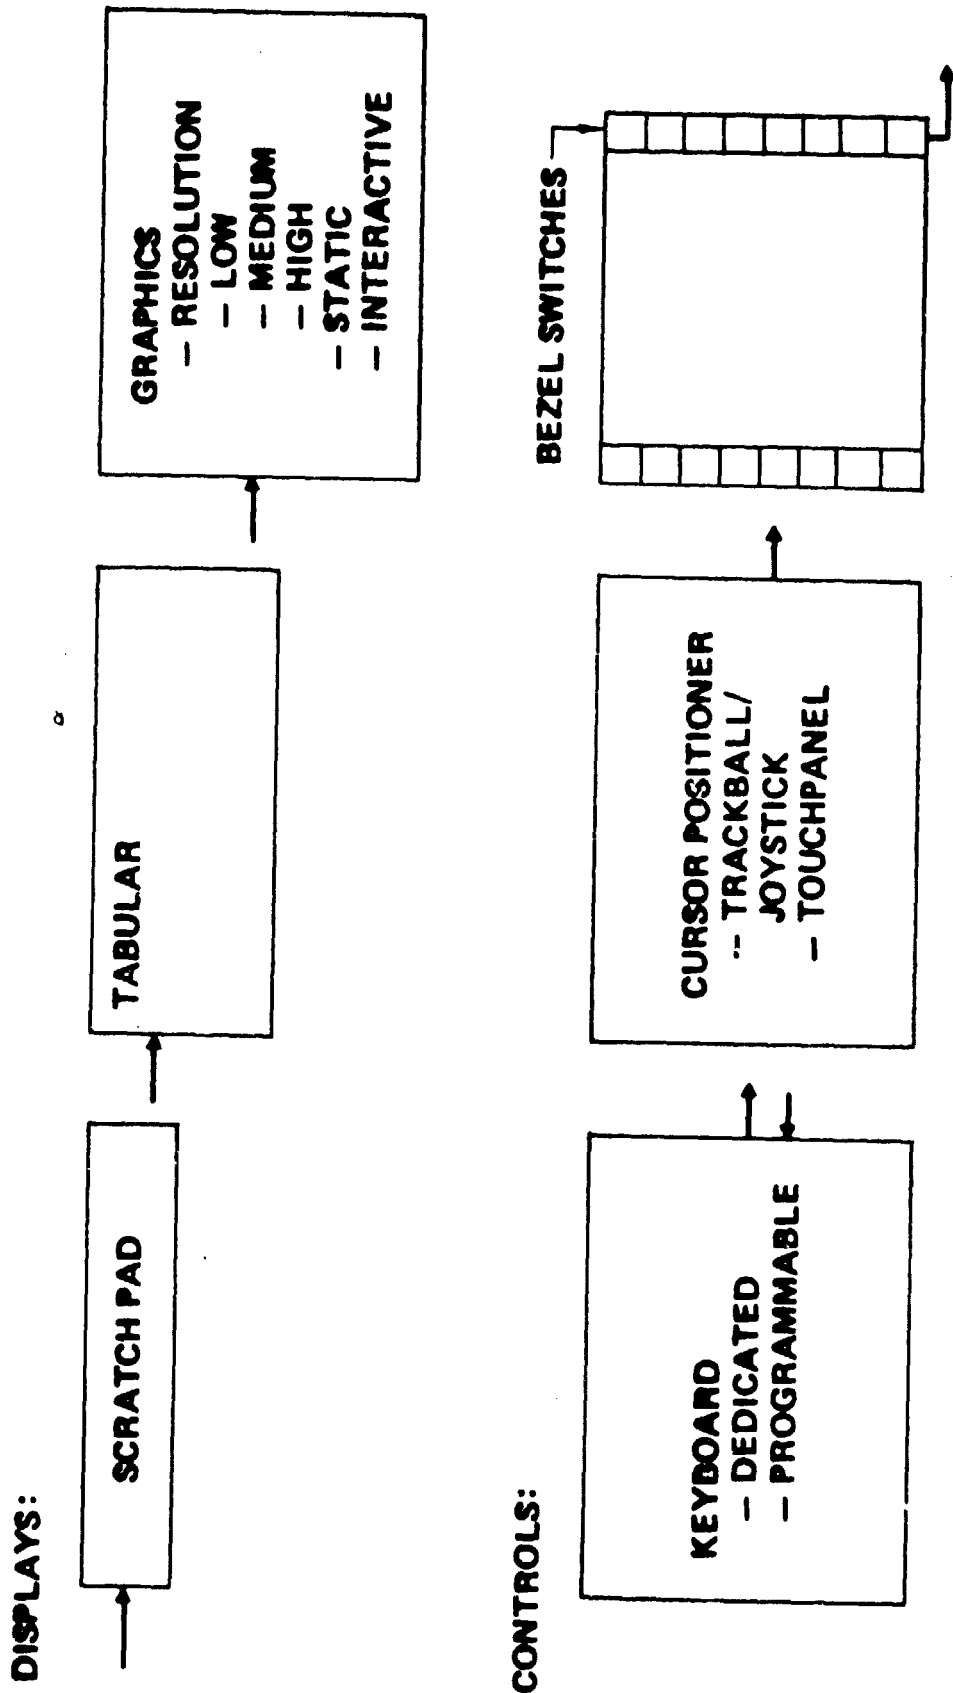 DISPLAYS:
SCRATCH PAD
TABULAR
GRAPHICS
– RESOLUTION
– LOW
– MEDIUM
– HIGH
– STATIC
– INTERACTIVE
CONTROLS:
KEYBOARD
– DEDICATED
– PROGRAMMABLE
CURSOR POSITIONER
– TRACKBALL/
JOYSTICK
– TOUCHPANEL
BEZEL SWITCHES